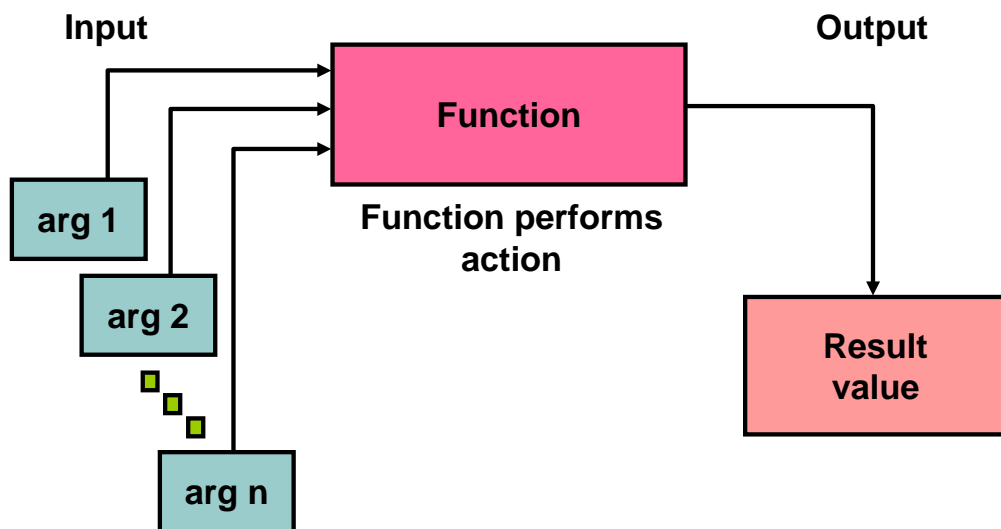 Input
Output
Function
arg 1
Function performs
action
arg 2
Result
value
arg n